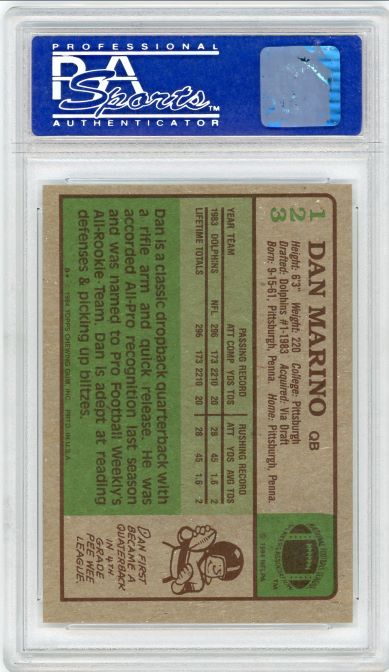 PROFESSIONAL
PSA
Sports™
AUTHENTICATOR
123
DAN MARINO QB
Height: 6'3" Weight: 220 College: Pittsburgh
Drafted: Dolphins #1-1983 Acquired: Via Draft
Born: 9-15-61, Pittsburgh, Penna. Home: Pittsburgh, Penna.
PASSING RECORD RUSHING RECORD
YEAR TEAM ATT COMP YDS TDS ATT YDS AVG TDS
1983 DOLPHINS NFL 296 173 2210 20 28 45 1.6 2
LIFETIME TOTALS 296 173 2210 20 28 45 1.6 2
Dan is a classic dropback quarterback with
a rifle arm and quick release. He was
accorded All-Pro recognition last season
and was named to Pro Football Weekly's
All-Rookie Team. Dan is adept at reading
defenses & picking up blitzes.
© 1984 NFLPA
TM
DAN FIRST
BECAME A
QUARTERBACK
IN 4TH
GRADE
PEE WEE
LEAGUE.
© 1984 TOPPS CHEWING GUM, INC. PRTD. IN U.S.A.